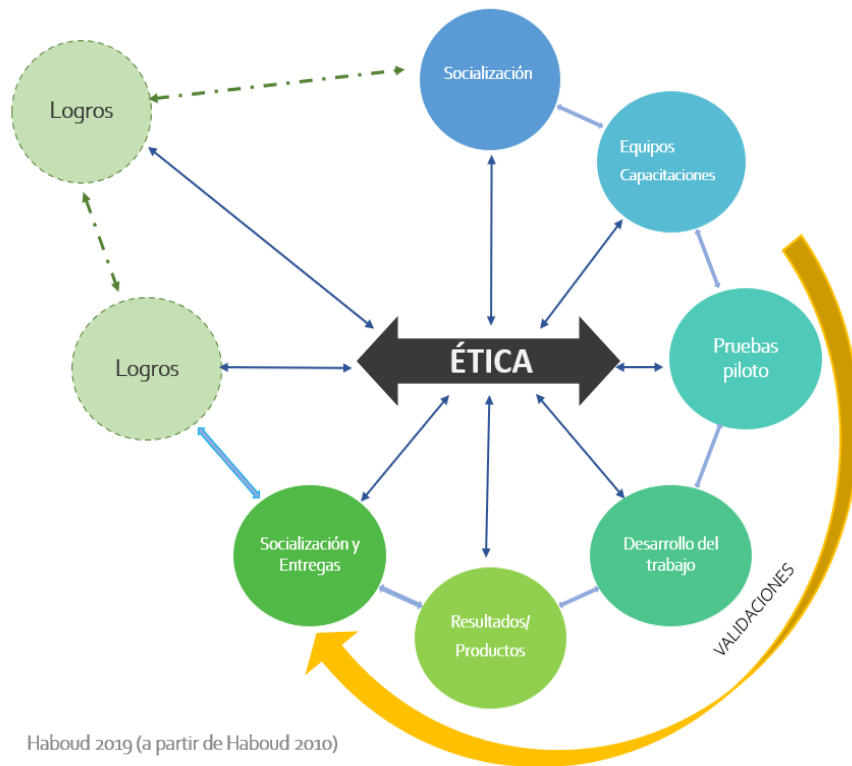 Socialización
Equipos
Capacitaciones
Pruebas
piloto
Desarrollo del
trabajo
Resultados/
Productos
Socialización y
Entregas
Logros
Logros
ÉTICA
VALIDACIONES
Haboud 2019 (a partir de Haboud 2010)